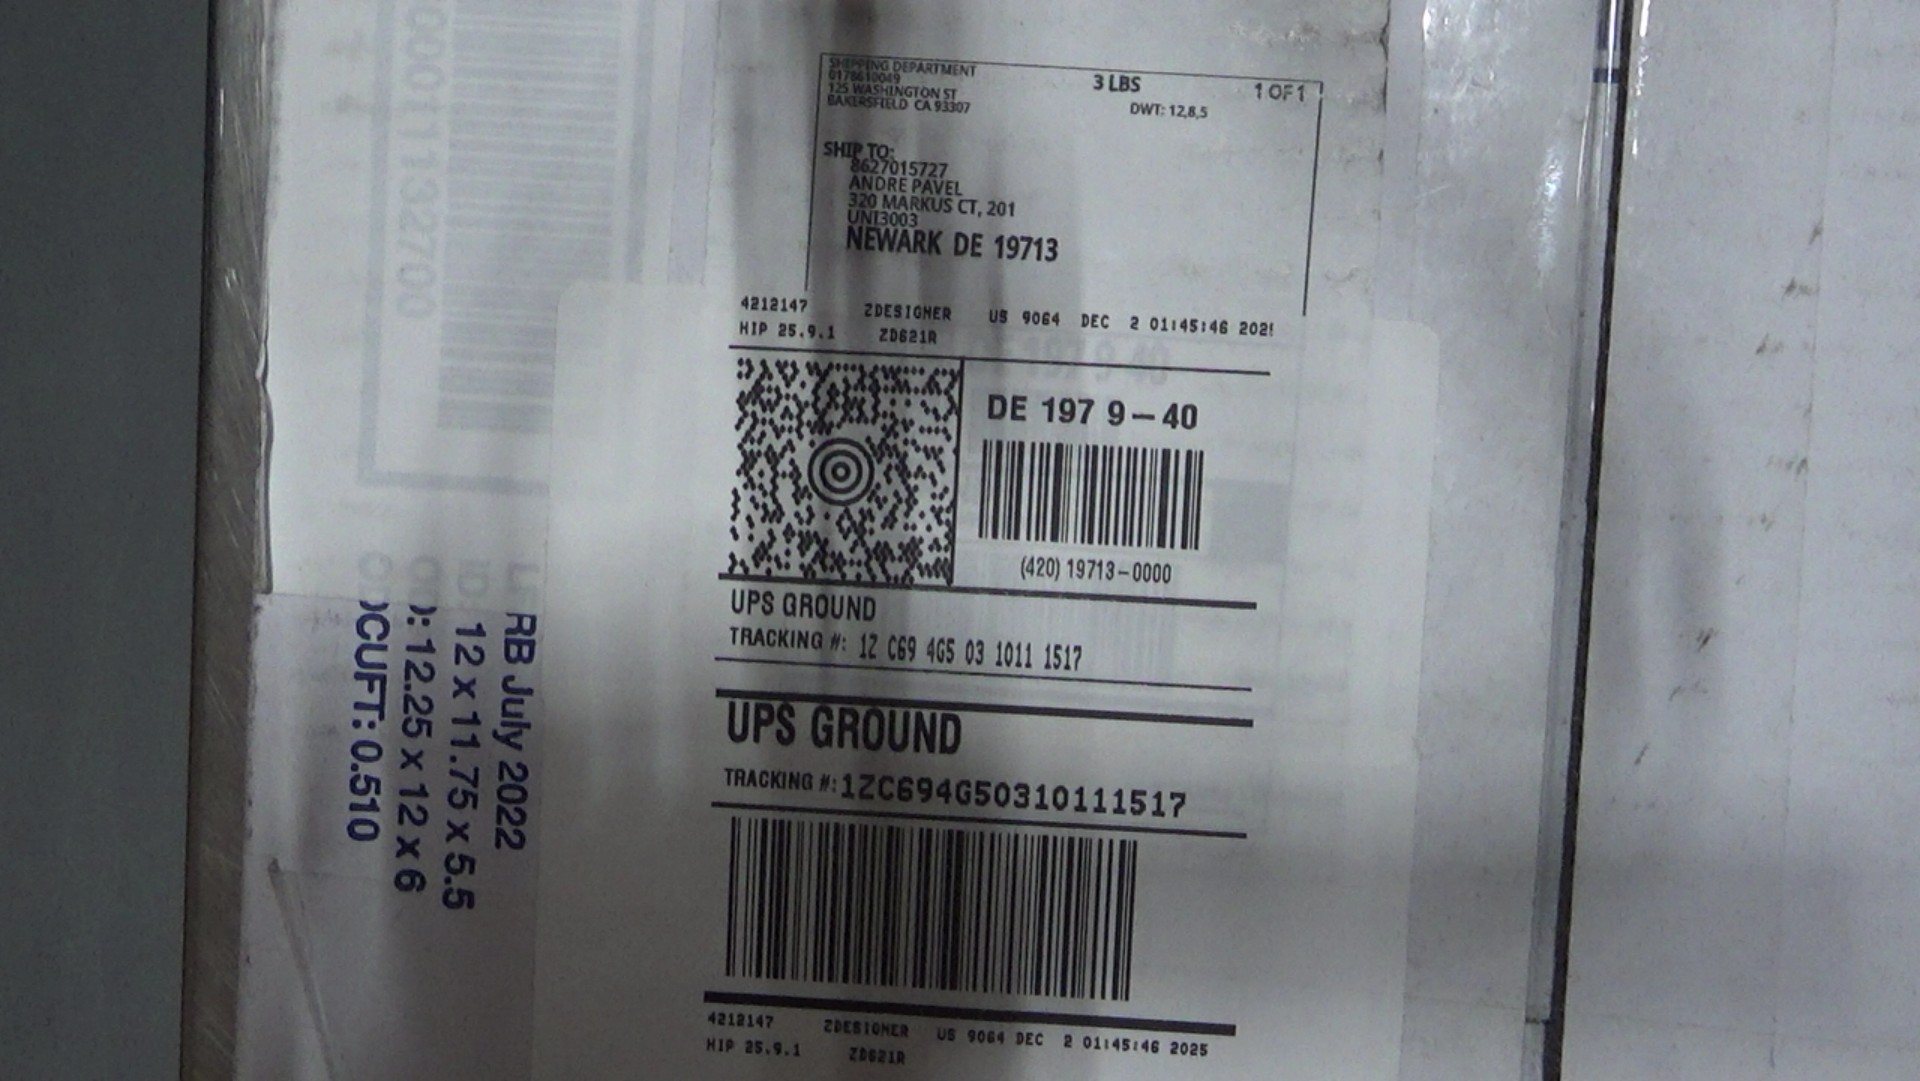 SHIPPING DEPARTMENT
0178610049
125 WASHINGTON ST
BAKERSFIELD CA 93307
3 LBS
1 OF 1
DWT: 12,8,5
SHIP TO:
8627015727
ANDRE PAVEL
320 MARKUS CT, 201
UNI3003
NEWARK DE 19713
4212147 ZDESIGNER US 9064 DEC 2 01:45:46 202
HIP 25.9.1 ZD621R
DE 197 9-40
(420) 19713-0000
UPS GROUND
TRACKING #: 1Z C69 4G5 03 1011 1517
UPS GROUND
TRACKING #: 1ZC694G50310111517
4212147 ZDESIGNER US 9064 DEC 2 01:45:46 2025
HIP 25.9.1 ZD621R
RB July 2022
12 x 11.75 x 5.5
): 12.25 x 12 x 6
CUFT: 0.510